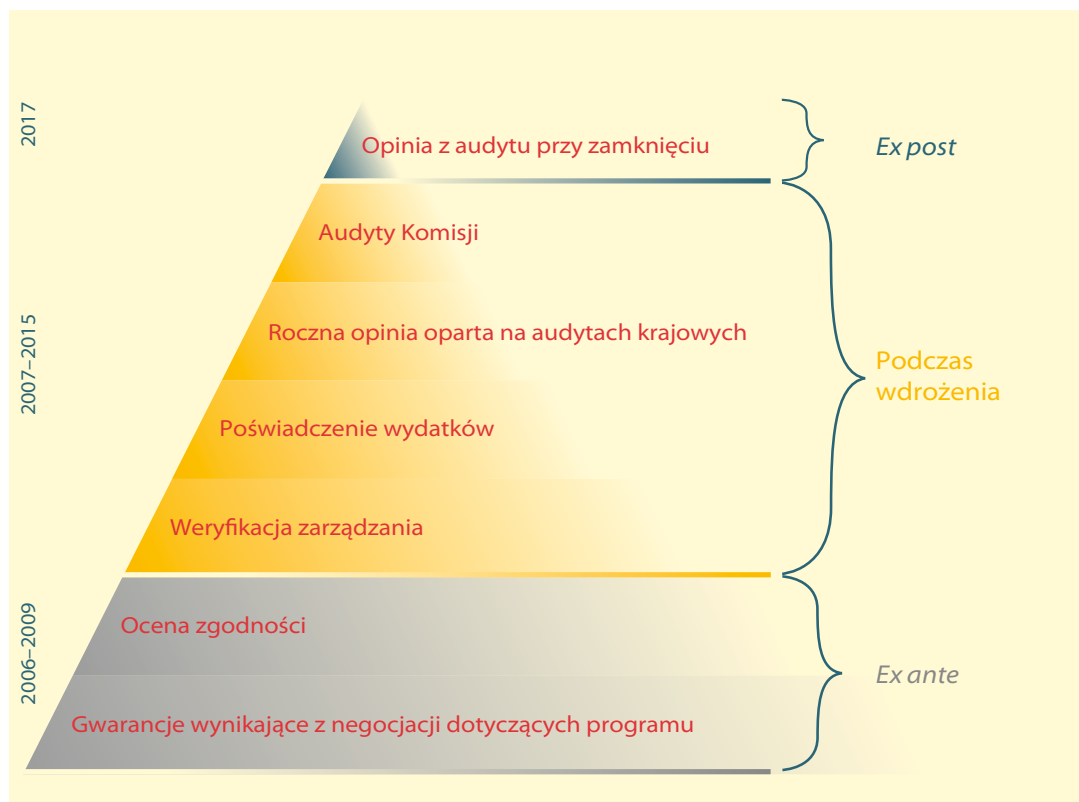 2017
Opinia z audytu przy zamknięciu
Ex post
Audyty Komisji
2007–2015
Roczna opinia oparta na audytach krajowych
Podczas
wdrożenia
Poświadczenie wydatków
Weryfikacja zarządzania
2006–2009
Ocena zgodności
Ex ante
Gwarancje wynikające z negocjacji dotyczących programu